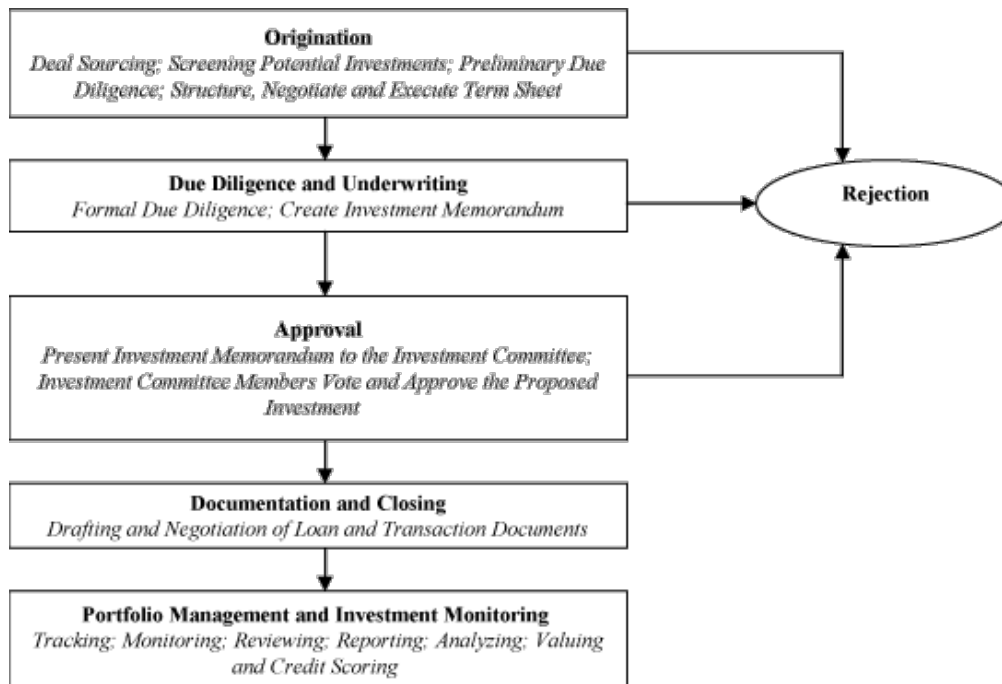 Origination
Deal Sourcing; Screening Potential Investments; Preliminary Due
Diligence; Structure, Negotiate and Execute Term Sheet
Due Diligence and Underwriting
Formal Due Diligence; Create Investment Memorandum
Rejection
Approval
Present Investment Memorandum to the Investment Committee;
Investment Committee Members Vote and Approve the Proposed
Investment
Documentation and Closing
Drafting and Negotiation of Loan and Transaction Documents
Portfolio Management and Investment Monitoring
Tracking; Monitoring; Reviewing; Reporting; Analyzing; Valuing
and Credit Scoring